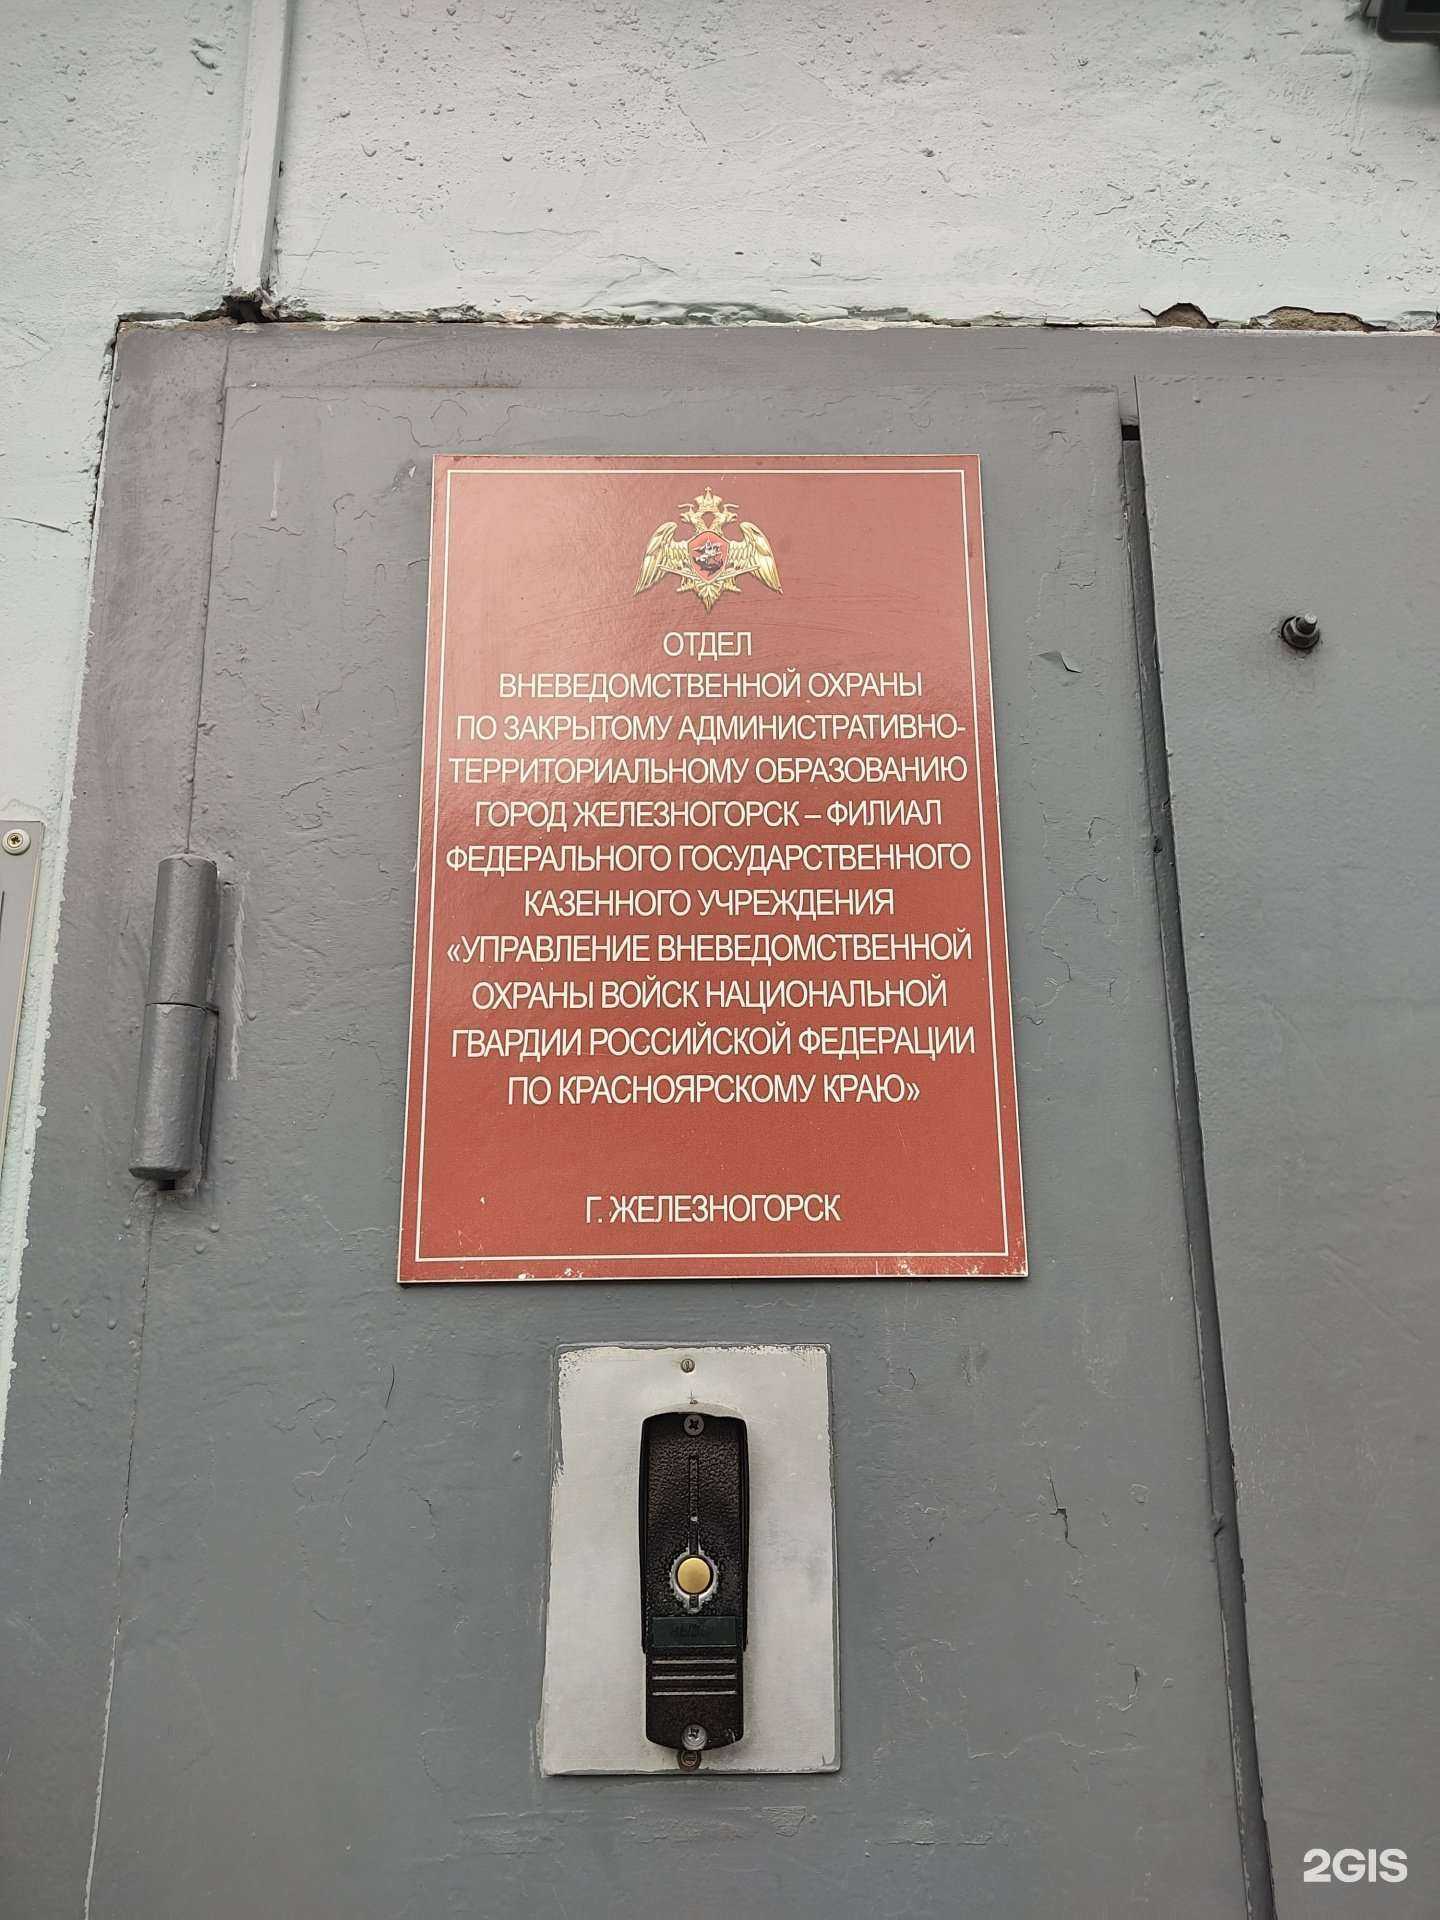 ОТДЕЛ
ВНЕВЕДОМСТВЕННОЙ ОХРАНЫ
ПО ЗАКРЫТОМУ АДМИНИСТРАТИВНО-
ТЕРРИТОРИАЛЬНОМУ ОБРАЗОВАНИЮ
ГОРОД ЖЕЛЕЗНОГОРСК – ФИЛИАЛ
ФЕДЕРАЛЬНОГО ГОСУДАРСТВЕННОГО
КАЗЕННОГО УЧРЕЖДЕНИЯ
«УПРАВЛЕНИЕ ВНЕВЕДОМСТВЕННОЙ
ОХРАНЫ ВОЙСК НАЦИОНАЛЬНОЙ
ГВАРДИИ РОССИЙСКОЙ ФЕДЕРАЦИИ
ПО КРАСНОЯРСКОМУ КРАЮ»
Г. ЖЕЛЕЗНОГОРСК
2GIS